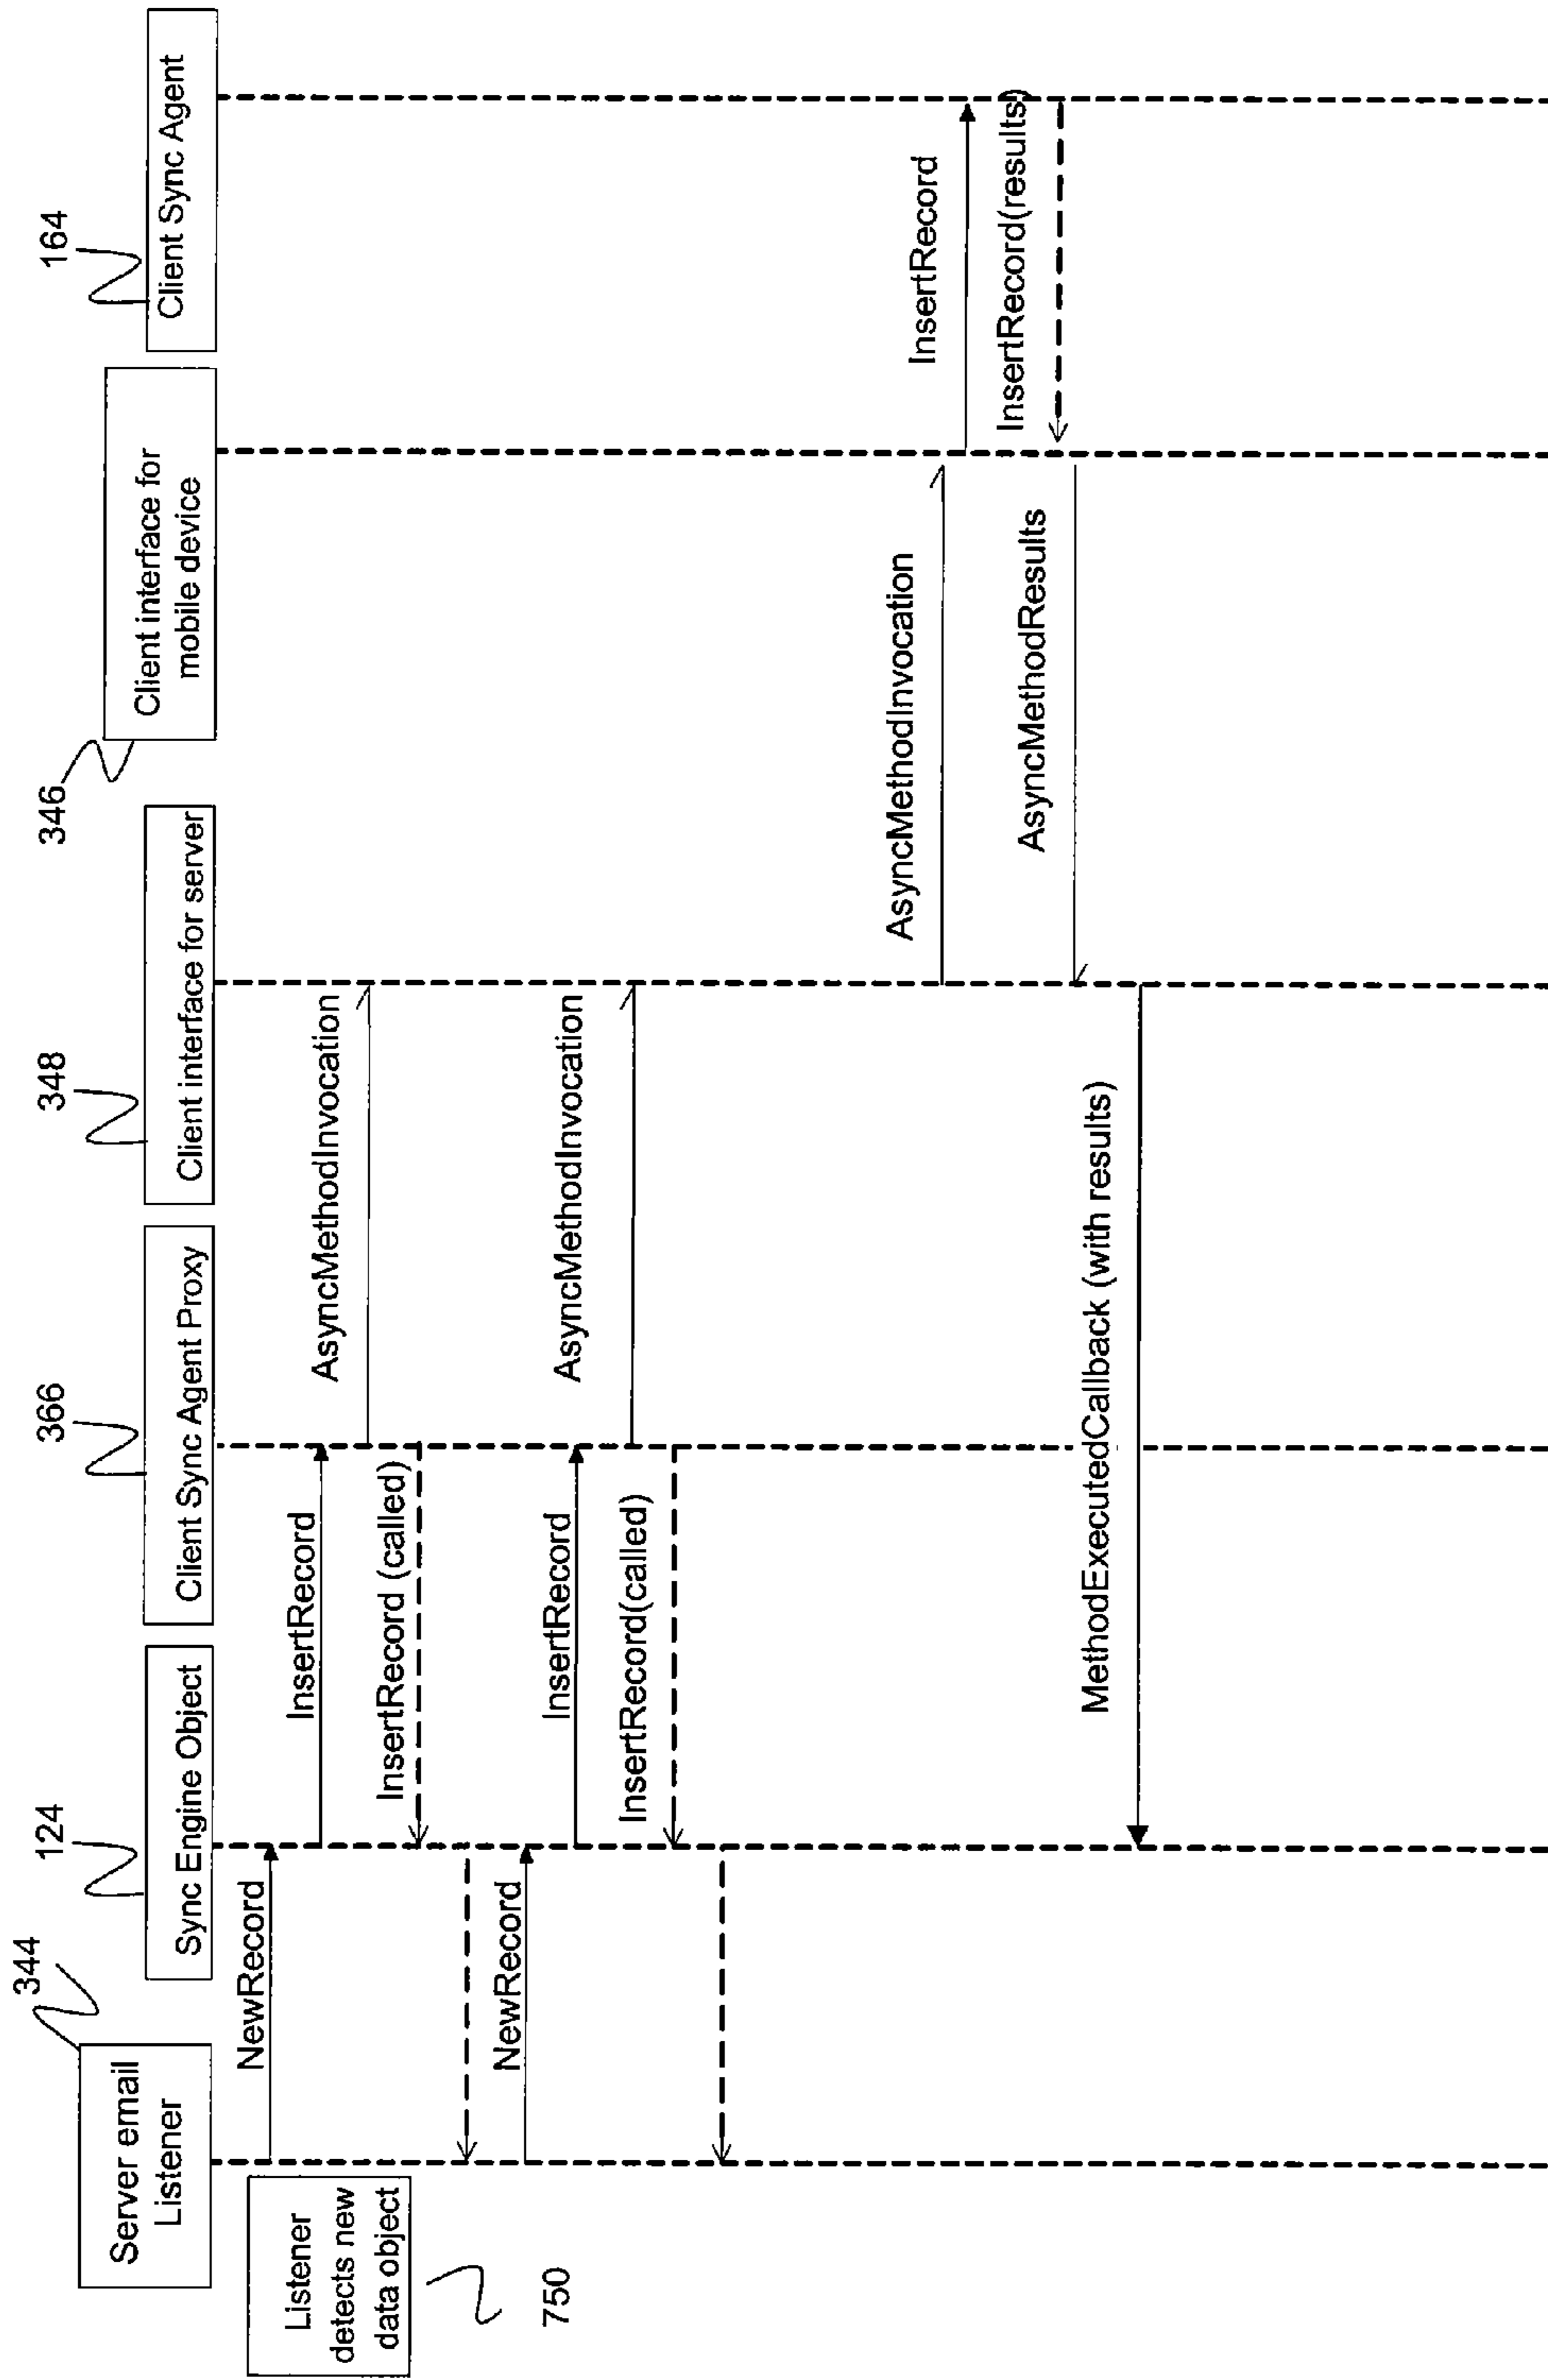 344
Server email
Listener
124
Sync Engine Object
366
Client Sync Agent Proxy
348
Client interface for server
346
Client interface for
mobile device
164
Client Sync Agent
Listener
detects new
data object
750
NewRecord
InsertRecord
AsyncMethodInvocation
InsertRecord (called)
NewRecord
InsertRecord
AsyncMethodInvocation
InsertRecord(called)
AsyncMethodInvocation
InsertRecord
InsertRecord(results)
AsyncMethodResults
MethodExecutedCallback (with results)